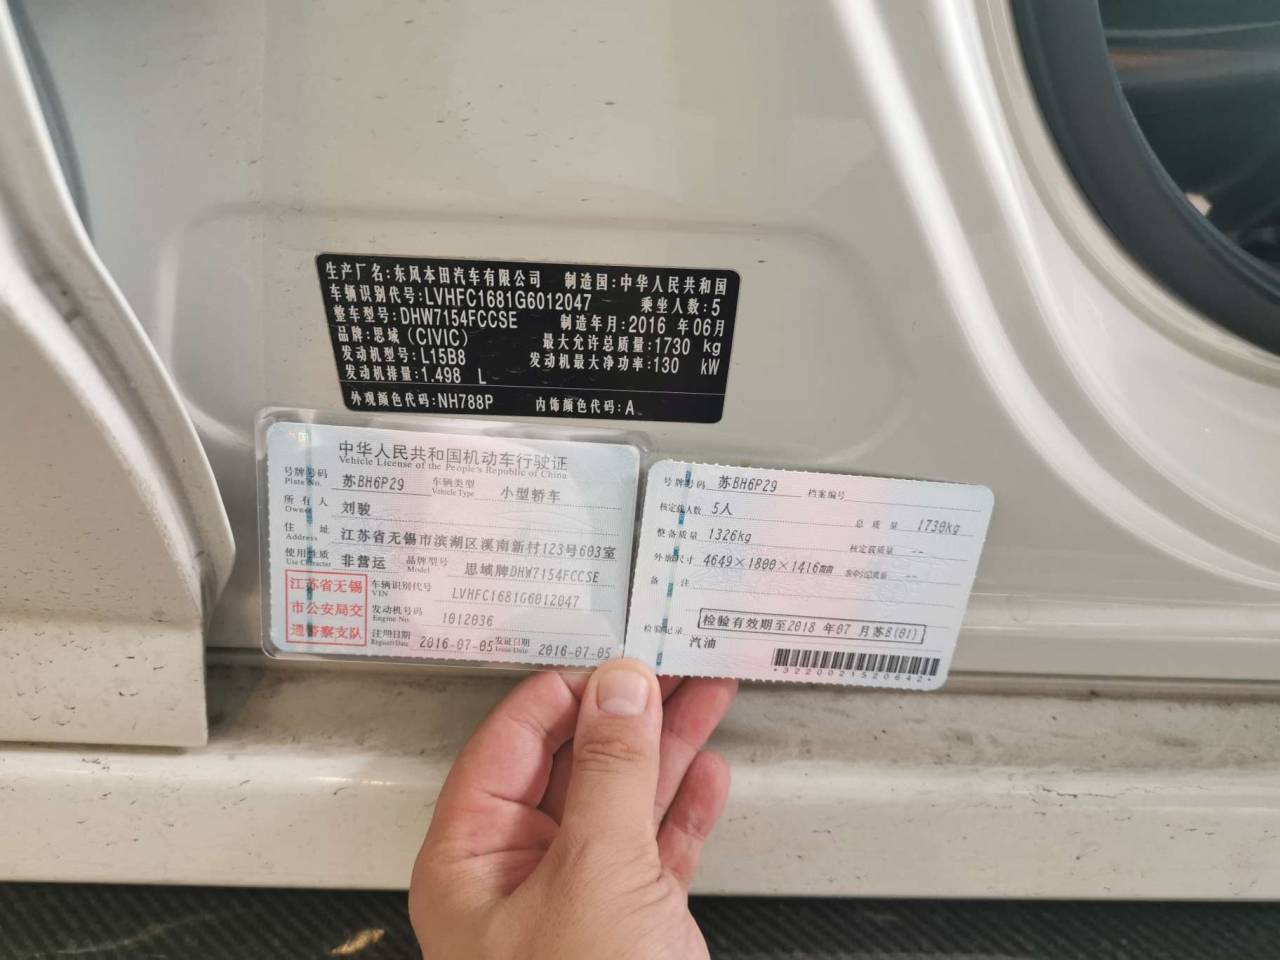 生产厂名:东风本田汽车有限公司 制造国:中华人民共和国
车辆识别代号:LVHFC1681G6012047 乘坐人数:5
整车型号:DHW7154FCCSE 制造年月:2016 年06月
品牌:思域(CIVIC) 最大允许总质量:1730 kg
发动机型号:L15B8 发动机最大净功率:130 kW
发动机排量:1.498 L
外观颜色代码:NH788P 内饰颜色代码:A
中华人民共和国机动车行驶证
Vehicle License of the People's Republic of China
号牌号码 苏BH6P29 车辆类型 小型轿车
Plate No. Vehicle Type
所有人 刘骏
Owner
住址 江苏省无锡市滨湖区溪南新村123号603室
Address
使用性质 非营运 品牌型号 思域牌DHW7154FCCSE
Use Character Model
江苏省无锡
市公安局交
通警察支队
车辆识别代号 LVHFC1681G6012047
VIN
发动机号码 1012036
Engine No.
注册日期 2016-07-05 发证日期 2016-07-05
Register Date Issue Date
号牌号码 苏BH6P29 档案编号
核定载人数 5人 总质量 1730kg
整备质量 1326kg 核定载质量 --
外廓尺寸 4649×1800×1416mm 准牵引总质量 --
备注
检验有效期至2018 年07 月苏B(01)
检验记录
汽油
*3220021520642*